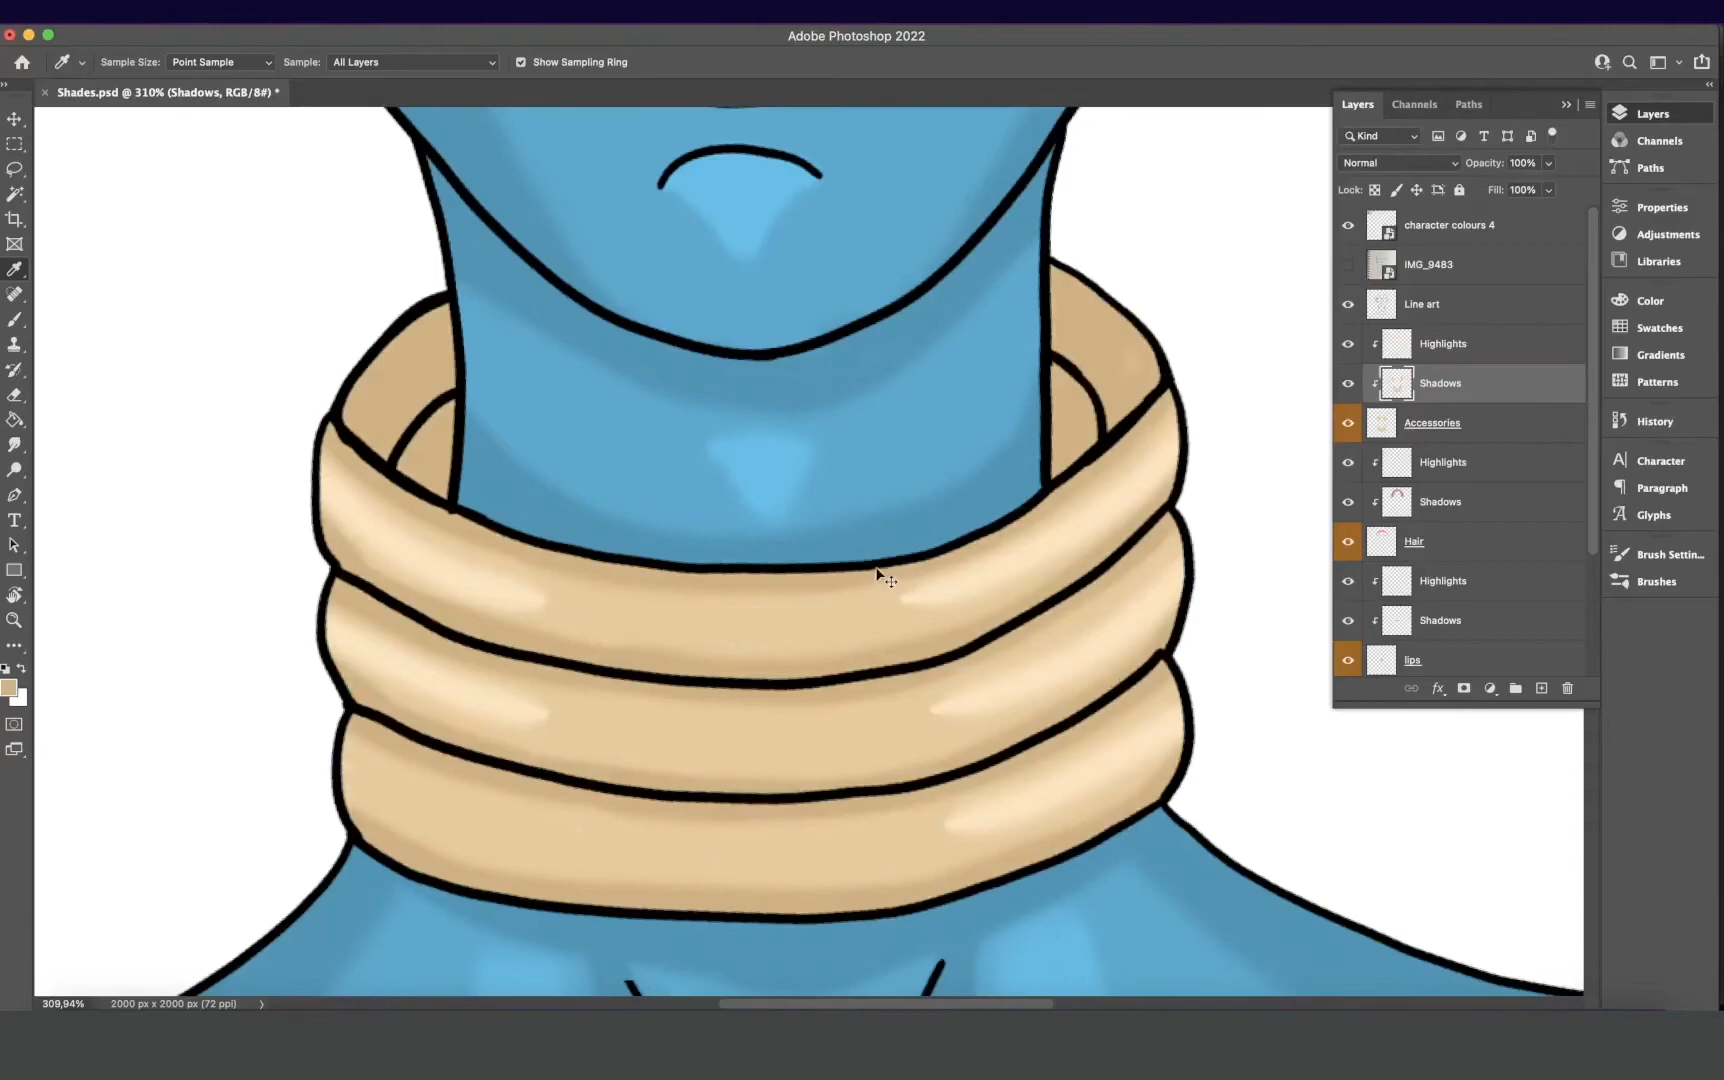 Adobe Photoshop 2022
Sample Size: Point Sample Sample: All Layers Show Sampling Ring
Shades.psd @ 310% (Shadows, RGB/8#) *
Layers Channels Paths
Kind
Normal Opacity: 100%
Lock: Fill: 100%
character colours 4
IMG_9483
Line art
Highlights
Shadows
Accessories
Highlights
Shadows
Hair
Highlights
Shadows
lips
fx
Layers
Channels
Paths
Properties
Adjustments
Libraries
Color
Swatches
Gradients
Patterns
History
Character
Paragraph
Glyphs
Brush Settin...
Brushes
309,94% 2000 px x 2000 px (72 ppi)